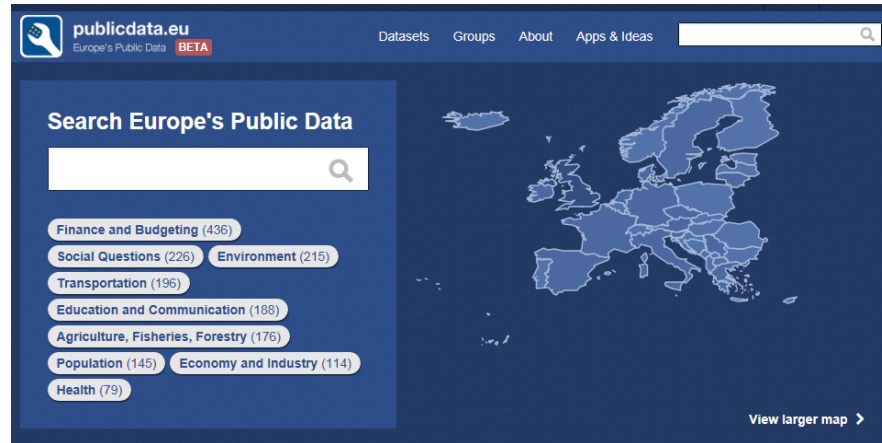 publicdata.eu
Europe's Public Data BETA
Datasets Groups About Apps & Ideas
Search Europe's Public Data
Finance and Budgeting (436)
Social Questions (226) Environment (215)
Transportation (196)
Education and Communication (188)
Agriculture, Fisheries, Forestry (176)
Population (145) Economy and Industry (114)
Health (79)
View larger map